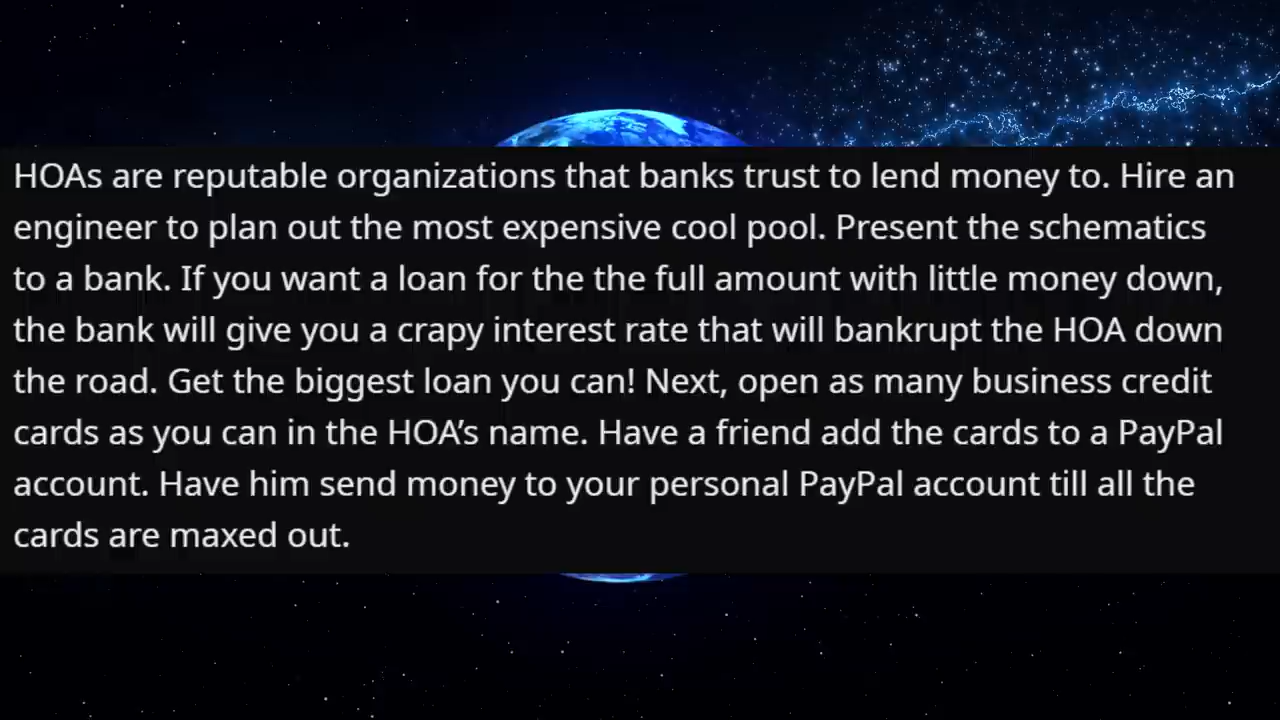 HOAs are reputable organizations that banks trust to lend money to. Hire an
engineer to plan out the most expensive cool pool. Present the schematics
to a bank. If you want a loan for the the full amount with little money down,
the bank will give you a crapy interest rate that will bankrupt the HOA down
the road. Get the biggest loan you can! Next, open as many business credit
cards as you can in the HOA’s name. Have a friend add the cards to a PayPal
account. Have him send money to your personal PayPal account till all the
cards are maxed out.